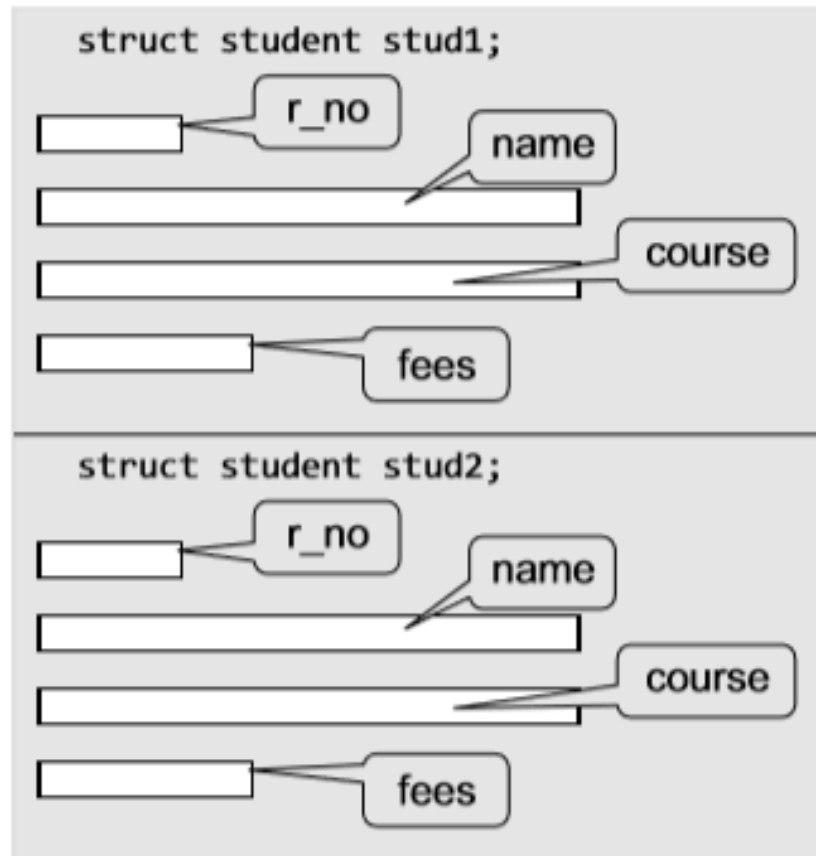 struct student stud1;
r_no
name
course
fees
struct student stud2;
r_no
name
course
fees